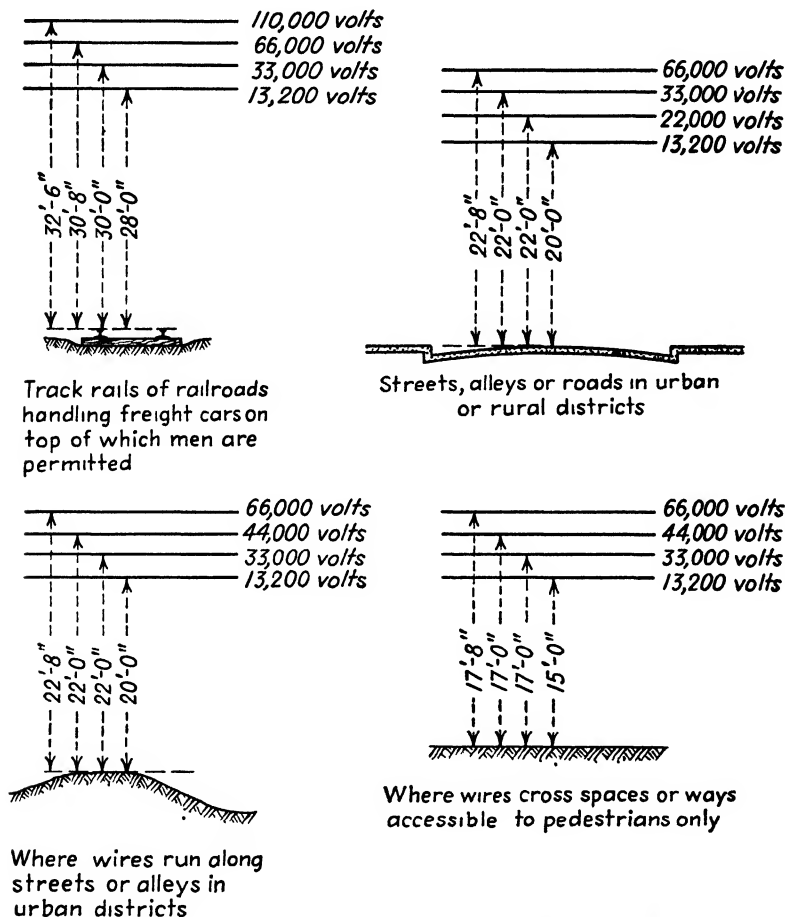 110,000 volts
66,000 volts
33,000 volts
13,200 volts
32'-6"
30'-8"
30'-0"
28'-0"
Track rails of railroads
handling freight cars on
top of which men are
permitted
66,000 volts
33,000 volts
22,000 volts
13,200 volts
22'-8"
22'-0"
22'-0"
20'-0"
Streets, alleys or roads in urban
or rural districts
66,000 volts
44,000 volts
33,000 volts
13,200 volts
22'-8"
22'-0"
22'-0"
20'-0"
Where wires run along
streets or alleys in
urban districts
66,000 volts
44,000 volts
33,000 volts
13,200 volts
17'-8"
17'-0"
17'-0"
15'-0"
Where wires cross spaces or ways
accessible to pedestrians only